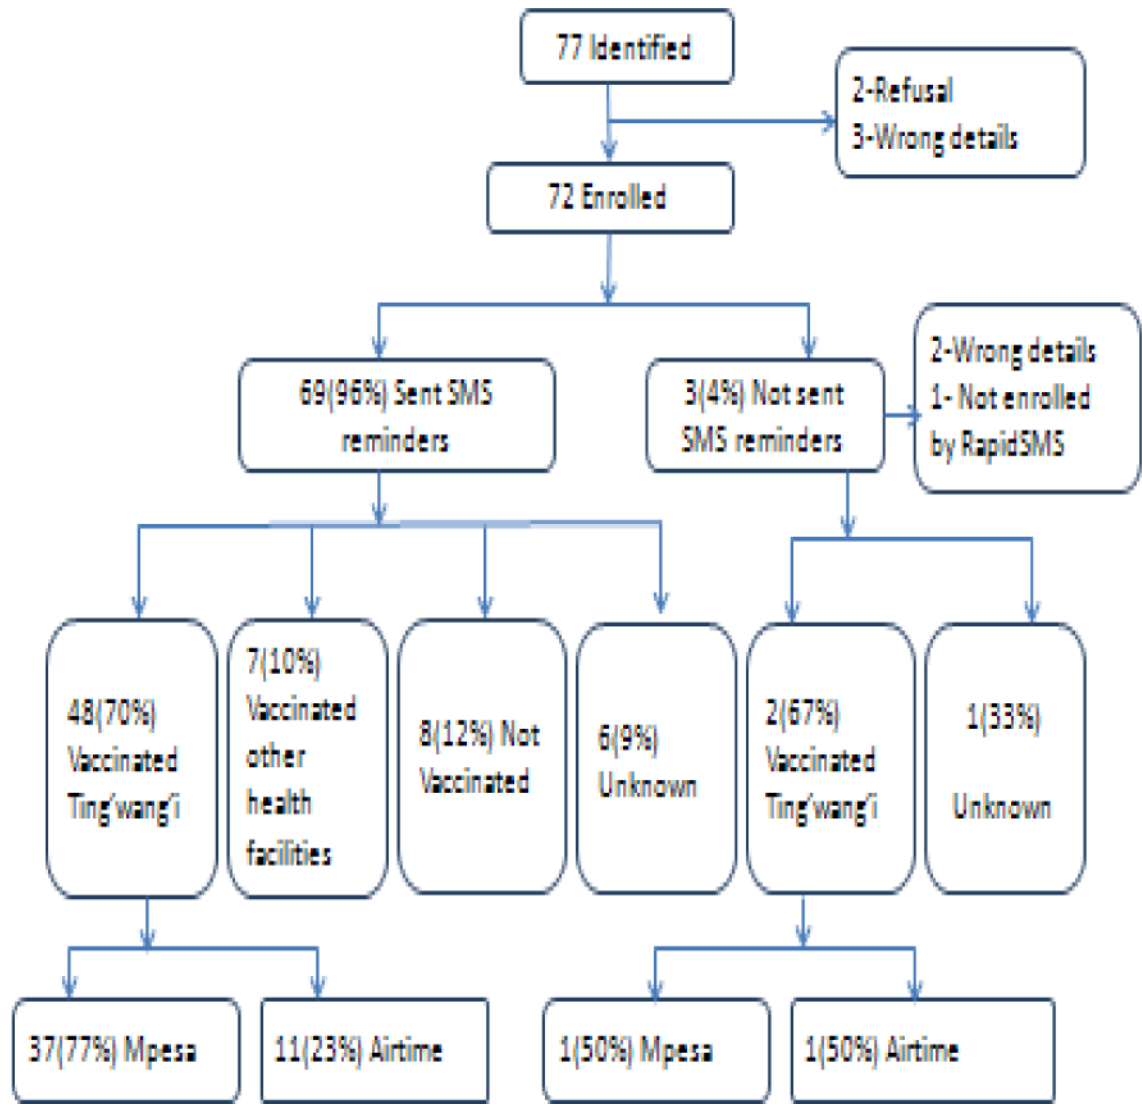 77 Identified
2-Refusal
3-Wrong details
72 Enrolled
69(96%) Sent SMS
reminders
3(4%) Not sent
SMS reminders
2-Wrong details
1- Not enrolled
by RapidSMS
48(70%)
Vaccinated
Ting'wang'i
7(10%)
Vaccinated
other
health
facilities
8(12%) Not
Vaccinated
6(9%)
Unknown
2(67%)
Vaccinated
Ting'wang'i
1(33%)
Unknown
37(77%) Mpesa
11(23%) Airtime
1(50%) Mpesa
1(50%) Airtime